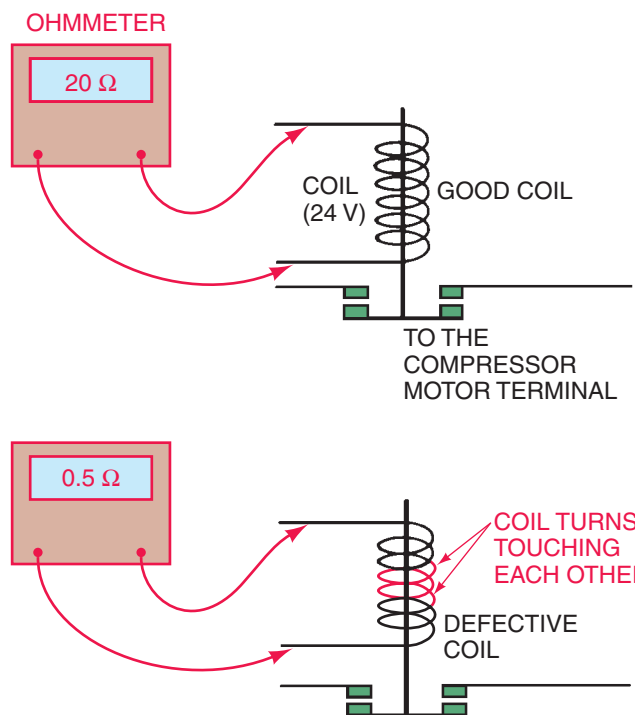 OHMMETER
20 Ω
COIL
(24 V)
GOOD COIL
TO THE
COMPRESSOR
MOTOR TERMINAL
0.5 Ω
COIL TURNS
TOUCHING
EACH OTHER
DEFECTIVE
COIL